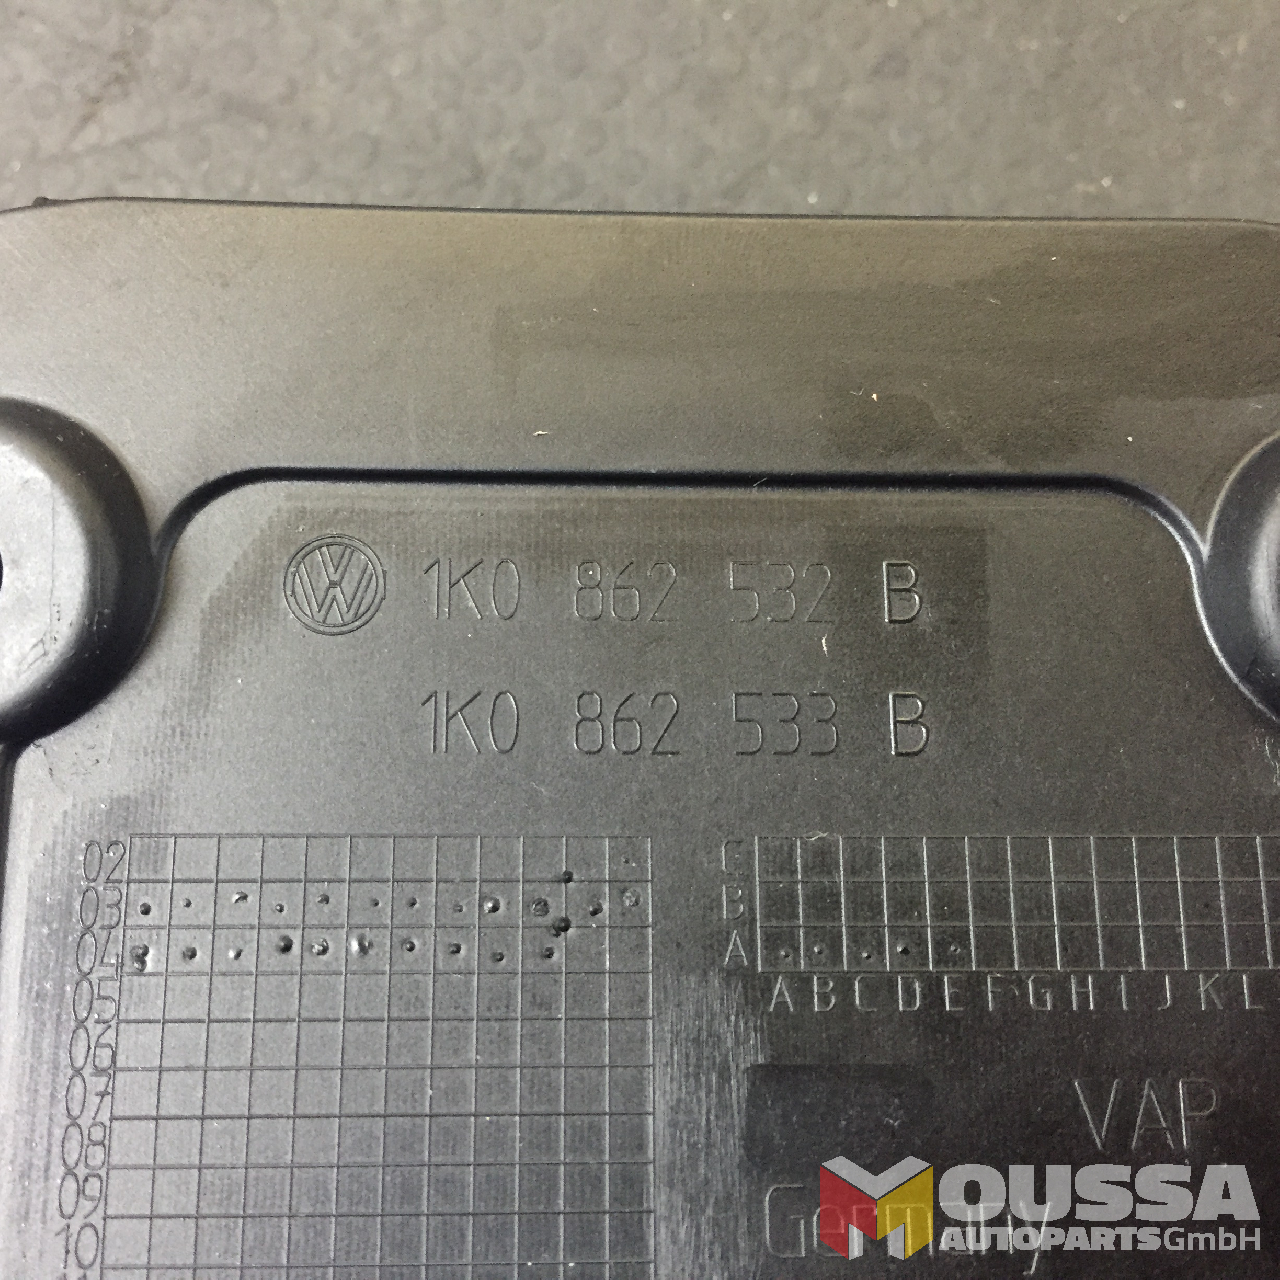 1K0 862 532 B
1K0 862 533 B
02
03
04
05
06
07
08
09
10
C
B
A
A B C D E F G H I J K L
VAP
Germany
MOUSSA
AUTOPARTS GmbH